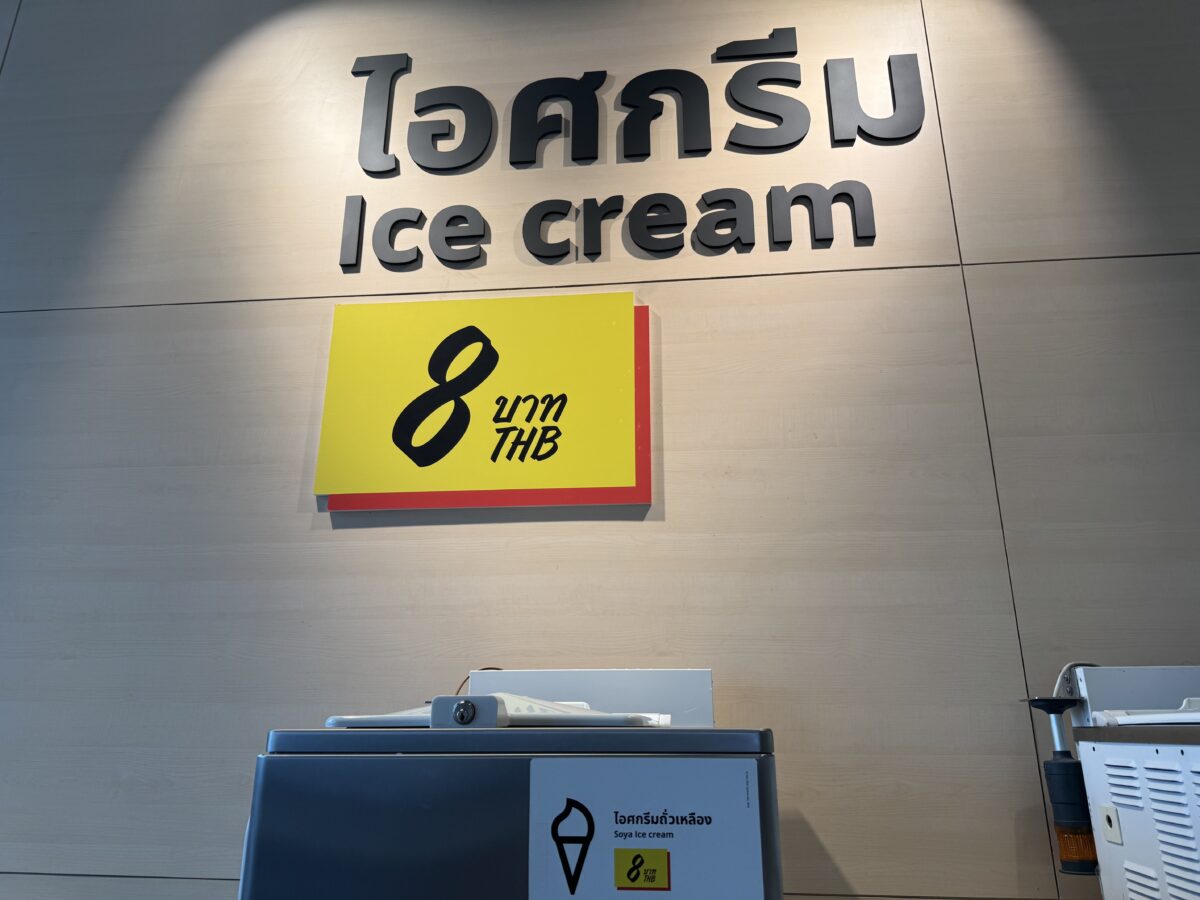 ไอศกรีม
Ice cream
8 บาท
THB
ไอศกรีมถั่วเหลือง
Soya Ice cream
8 บาท
THB